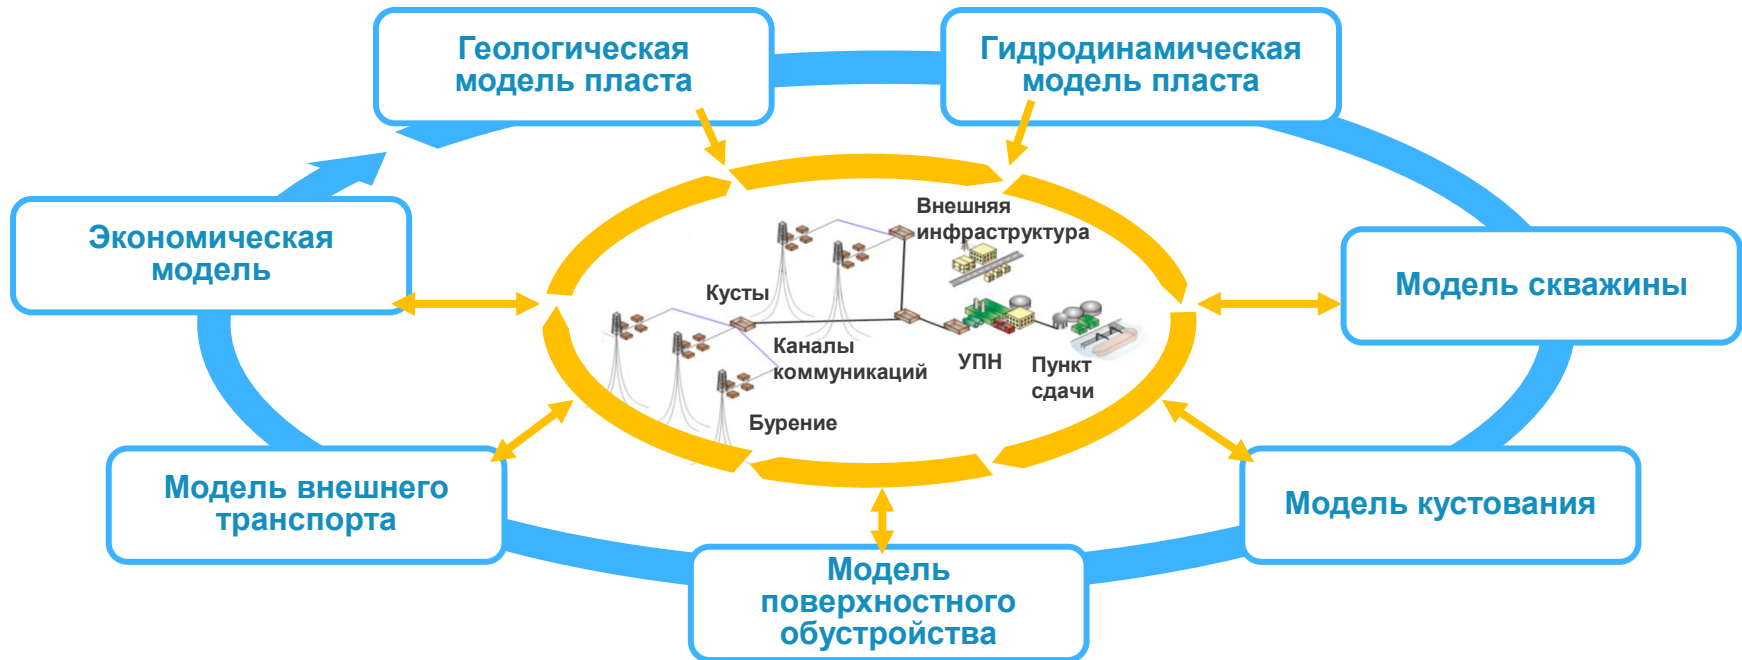 Геологическая
модель пласта
Гидродинамическая
модель пласта
Экономическая
модель
Внешняя
инфраструктура
Кусты
Модель скважины
Каналы
коммуникаций
УПН
Пункт
сдачи
Бурение
Модель внешнего
транспорта
Модель кустования
Модель
поверхностного
обустройства